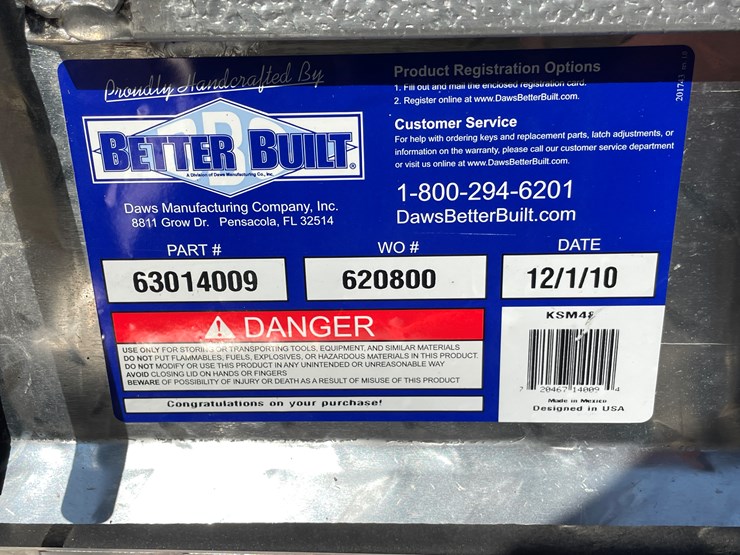 Proudly Handcrafted By
BETTER BUILT®
A Division of Daws Manufacturing Co., Inc.
Daws Manufacturing Company, Inc.
8811 Grow Dr. Pensacola, FL 32514
Product Registration Options
1. Fill out and mail the enclosed registration card.
2. Register online at www.DawsBetterBuilt.com.
Customer Service
For help with ordering keys and replacement parts, latch adjustments, or
information on the warranty, please call our customer service department
or visit us online at www.DawsBetterBuilt.com.
1-800-294-6201
DawsBetterBuilt.com
PART #
63014009
WO #
620800
DATE
12/1/10
DANGER
USE ONLY FOR STORING OR TRANSPORTING TOOLS, EQUIPMENT, AND SIMILAR MATERIALS
DO NOT PUT FLAMMABLES, FUELS, EXPLOSIVES, OR HAZARDOUS MATERIALS IN THIS PRODUCT.
DO NOT MODIFY OR USE THIS PRODUCT IN ANY UNINTENDED OR UNREASONABLE WAY
AVOID CLOSING LID ON HANDS OR FINGERS
BEWARE OF POSSIBILITY OF INJURY OR DEATH AS A RESULT OF MISUSE OF THIS PRODUCT
Congratulations on your purchase!
KSM48
7 20467 14009 4
Made in Mexico
Designed in USA